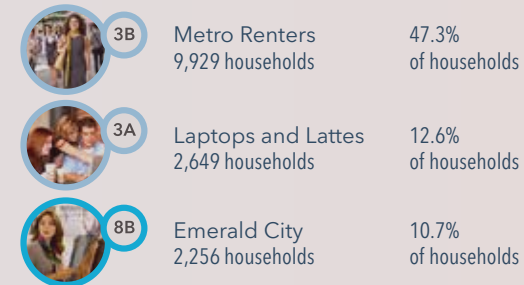 3B
Metro Renters
47.3%
9,929 households
of households
3A
Laptops and Lattes
12.6%
2,649 households
of households
8B
Emerald City
10.7%
2,256 households
of households